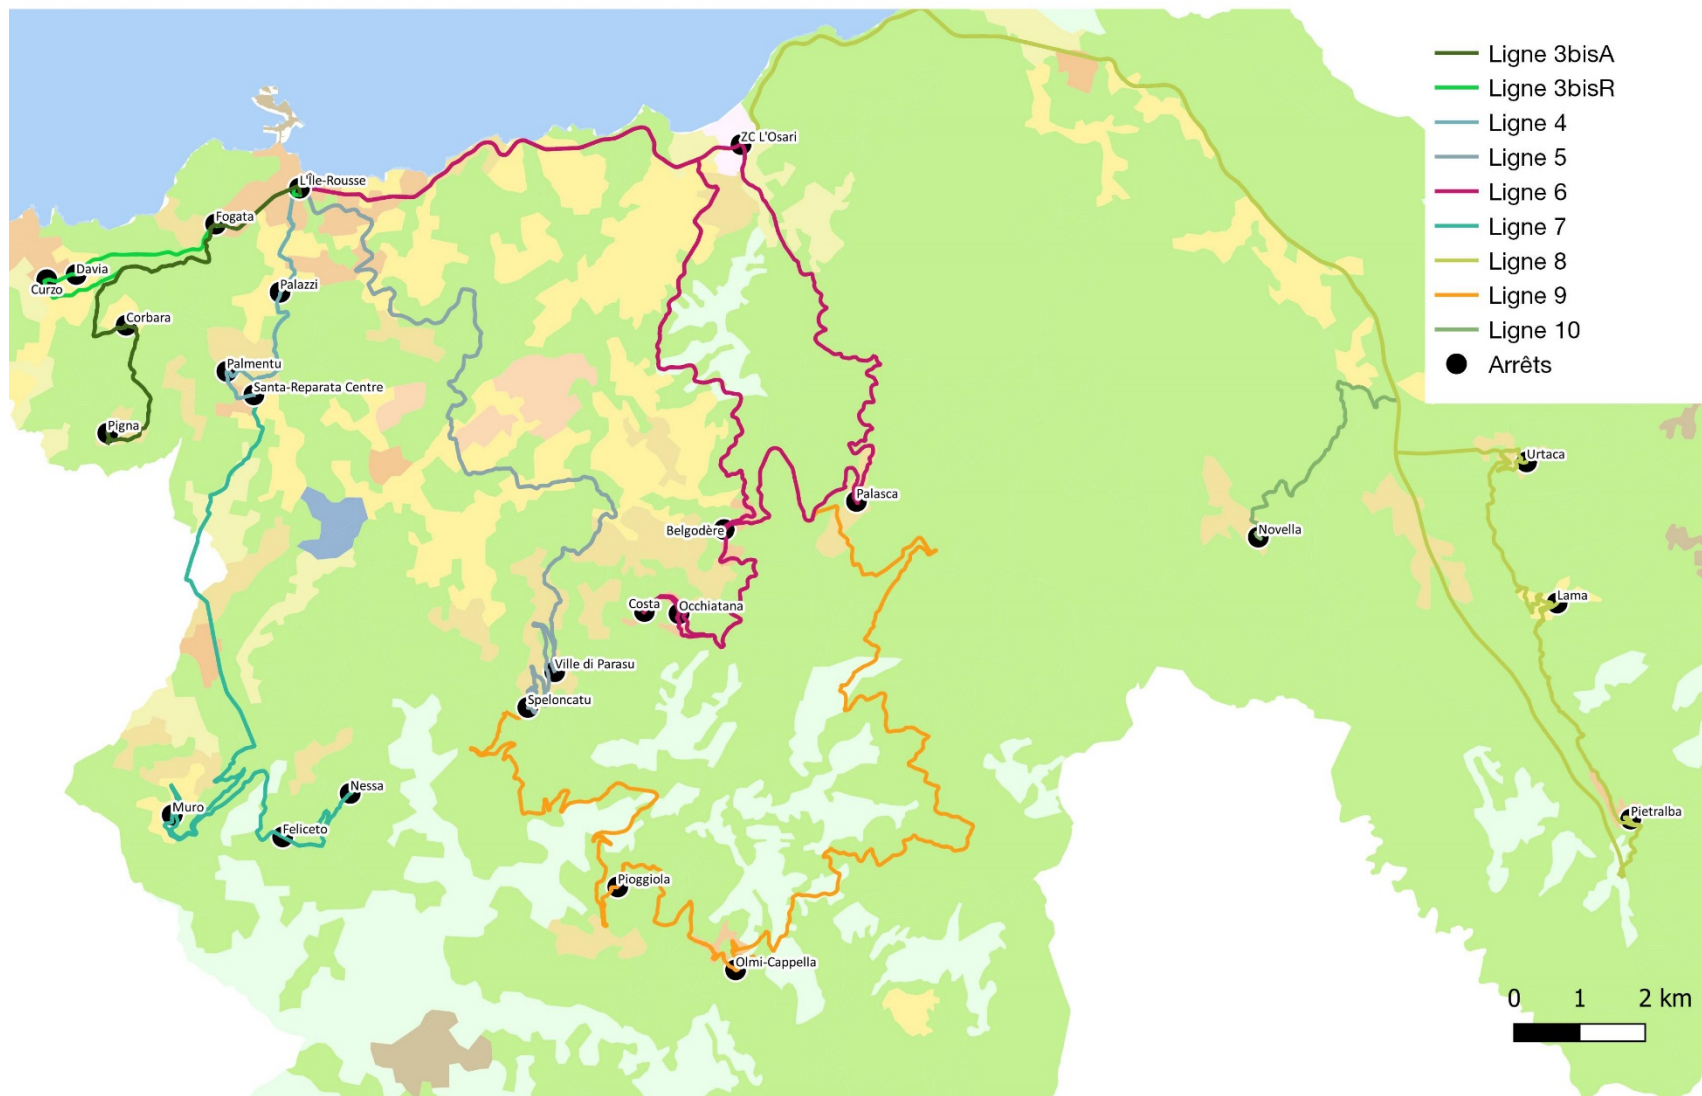 Ligne 3bisA
Ligne 3bisR
Ligne 4
Ligne 5
Ligne 6
Ligne 7
Ligne 8
Ligne 9
Ligne 10
Arrêts
ZC L'Osari
L'Île-Rousse
Fogata
Davia
Curzo
Palazzi
Corbara
Palmentu
Santa-Reparata Centre
Pigna
Urtaca
Palasca
Belgodère
Novella
Lama
Costa
Occhiatana
Ville di Parasu
Speloncatu
Nessa
Muro
Feliceto
Pietralba
Pioggiola
Olmi-Cappella
0 1 2 km